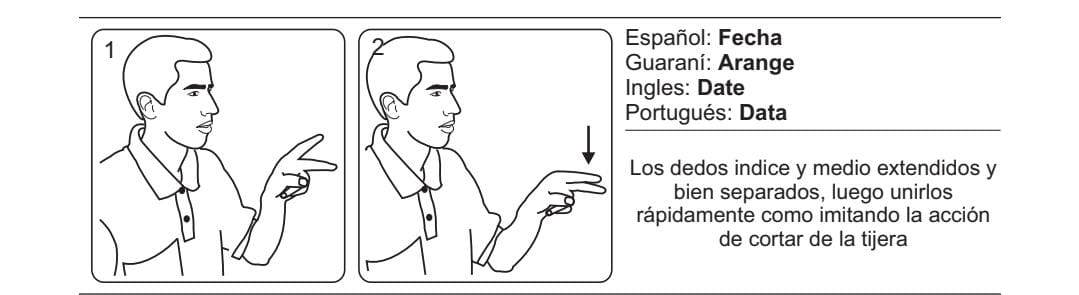 1
2
Español: Fecha
Guaraní: Arange
Ingles: Date
Portugués: Data
Los dedos indice y medio extendidos y
bien separados, luego unirlos
rápidamente como imitando la acción
de cortar de la tijera